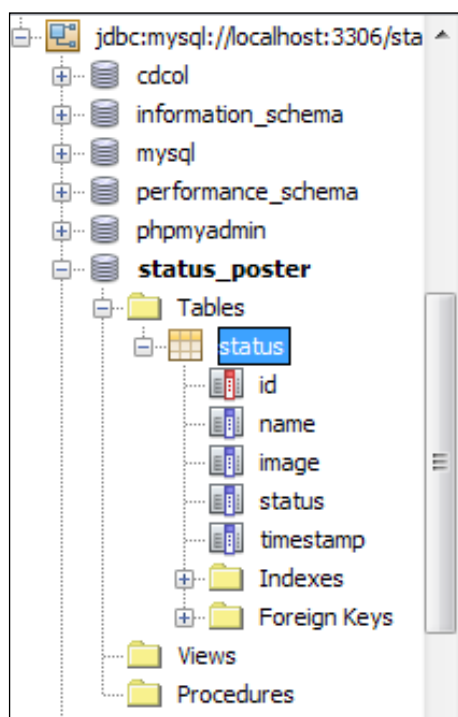 jdbc:mysql://localhost:3306/sta
cdcol
information_schema
mysql
performance_schema
phpmyadmin
status_poster
Tables
status
id
name
image
status
timestamp
Indexes
Foreign Keys
Views
Procedures